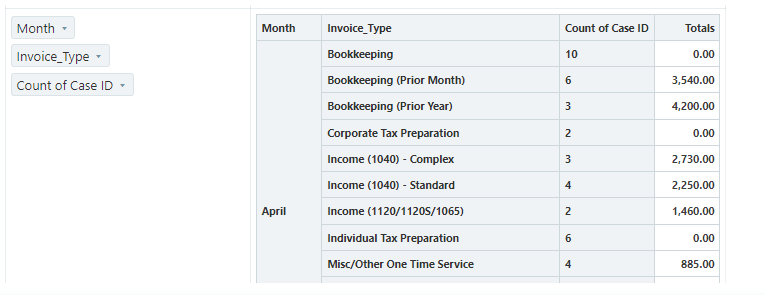 Month
Invoice_Type
Count of Case ID
Month Invoice_Type Count of Case ID Totals
Bookkeeping 10 0.00
Bookkeeping (Prior Month) 6 3,540.00
Bookkeeping (Prior Year) 3 4,200.00
Corporate Tax Preparation 2 0.00
Income (1040) - Complex 3 2,730.00
Income (1040) - Standard 4 2,250.00
April Income (1120/1120S/1065) 2 1,460.00
Individual Tax Preparation 6 0.00
Misc/Other One Time Service 4 885.00